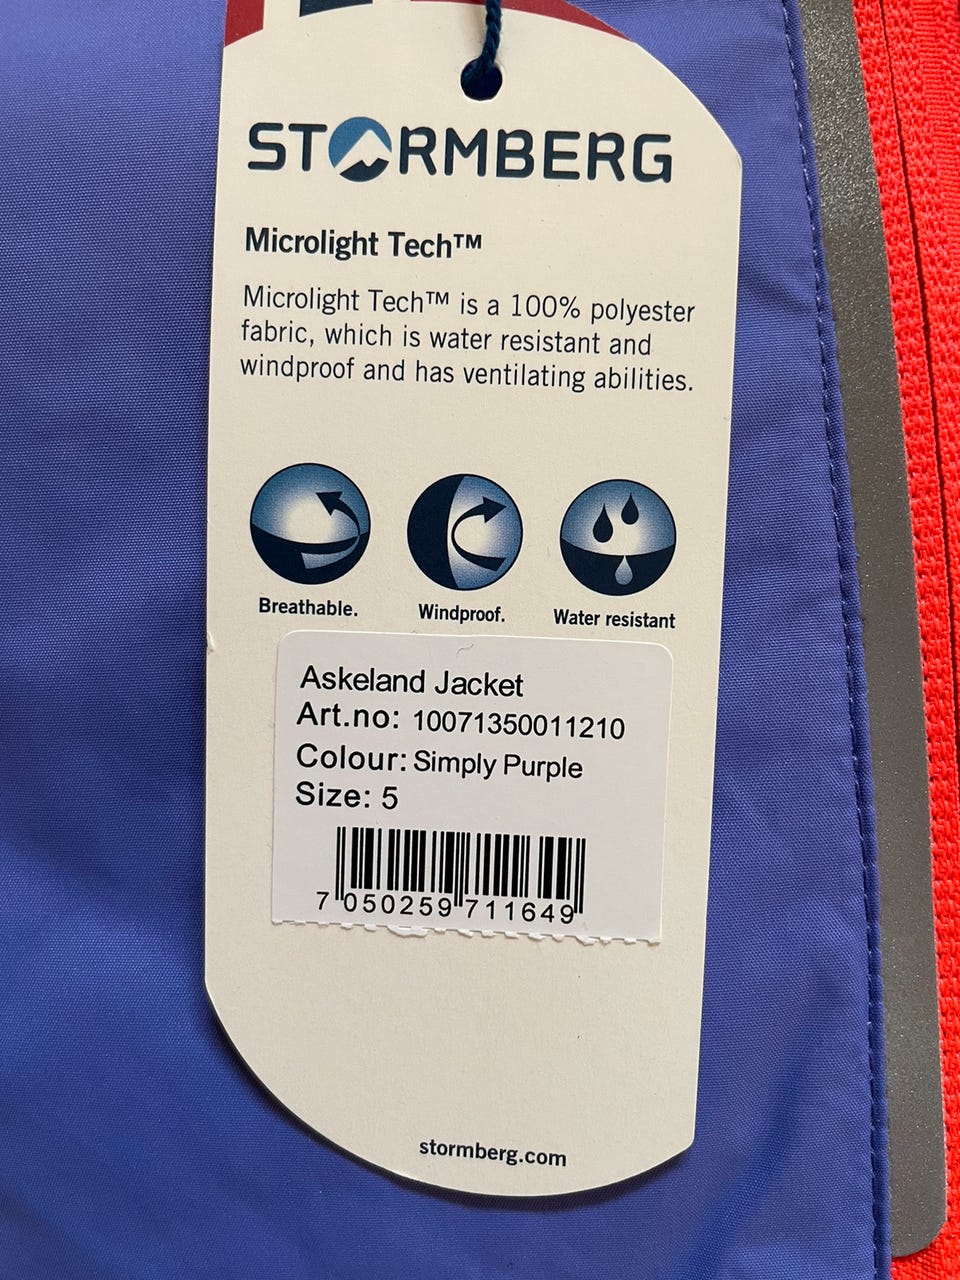 STORMBERG
Microlight Tech™
Microlight Tech™ is a 100% polyester
fabric, which is water resistant and
windproof and has ventilating abilities.
Breathable. Windproof. Water resistant
Askeland Jacket
Art.no: 10071350011210
Colour: Simply Purple
Size: 5
7 050259 711649
stormberg.com